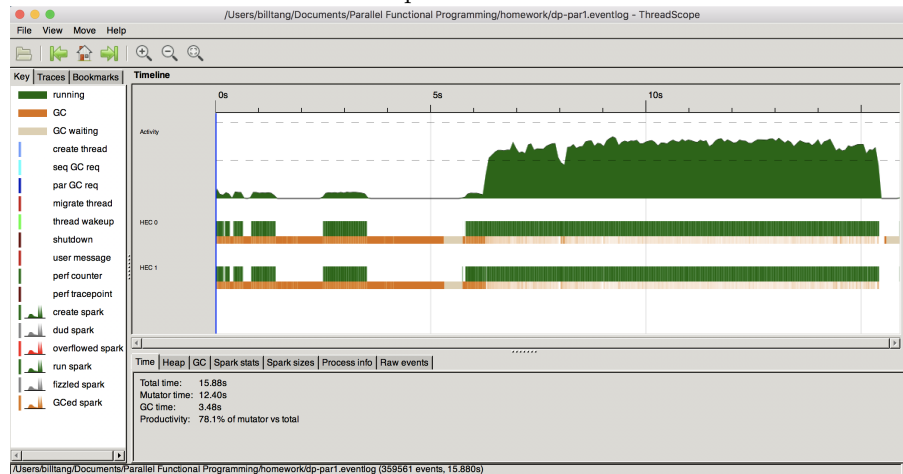 /Users/billtang/Documents/Parallel Functional Programming/homework/dp-par1.eventlog - ThreadScope
File View Move Help
Key Traces Bookmarks
running
GC
GC waiting
create thread
seq GC req
par GC req
migrate thread
thread wakeup
shutdown
user message
perf counter
perf tracepoint
create spark
dud spark
overflowed spark
run spark
fizzled spark
GCed spark
Timeline
0s 5s 10s
Activity
HEC 0
HEC 1
Time Heap GC Spark stats Spark sizes Process info Raw events
Total time: 15.88s
Mutator time: 12.40s
GC time: 3.48s
Productivity: 78.1% of mutator vs total
/Users/billtang/Documents/Parallel Functional Programming/homework/dp-par1.eventlog (359561 events, 15.880s)